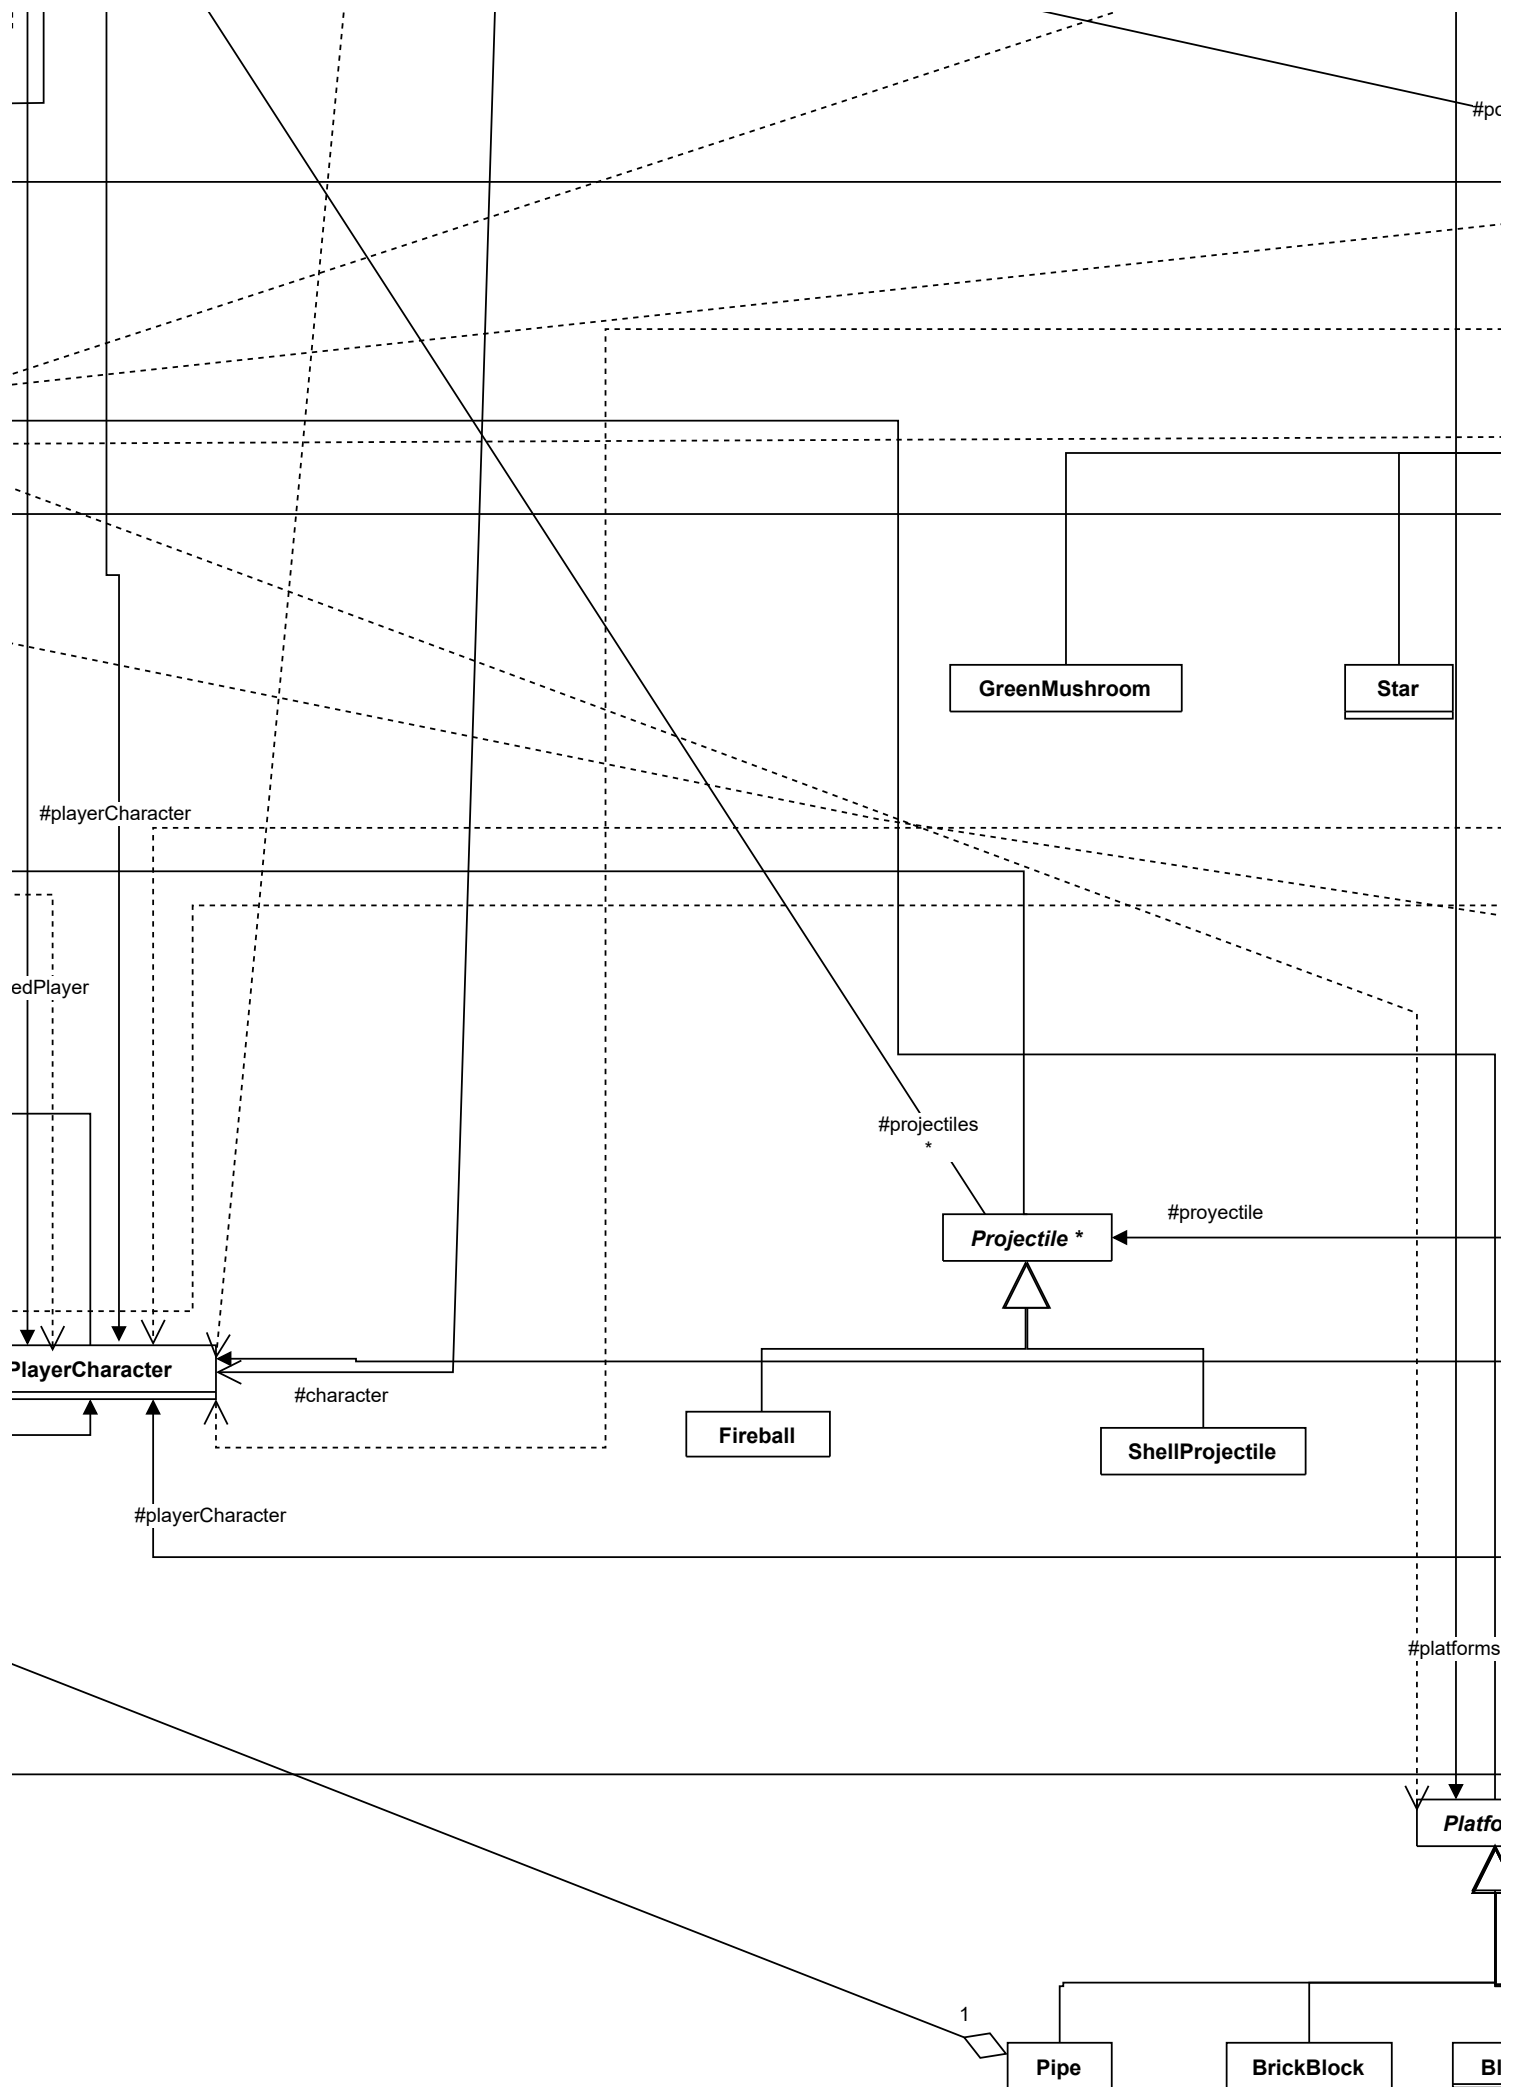 #po
GreenMushroom
Star
#playerCharacter
edPlayer
#projectiles
*
#proyectile
Projectile *
PlayerCharacter
#character
Fireball
ShellProjectile
#playerCharacter
#platforms
Platfo
1
Pipe
BrickBlock
Bl